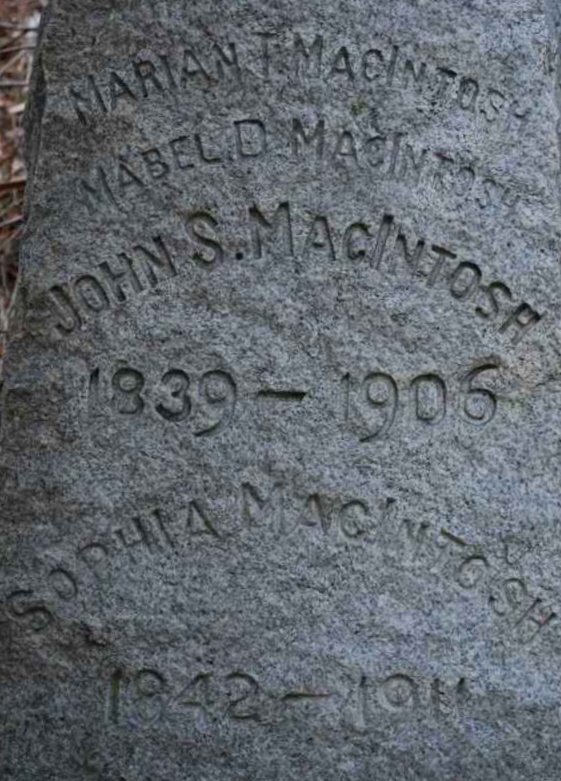 MARIAN T. MACINTOSH
MABEL D MACINTOSH
JOHN S. MACINTOSH
1839 – 1906
SOPHIA MACINTOSH
1842 – 1911